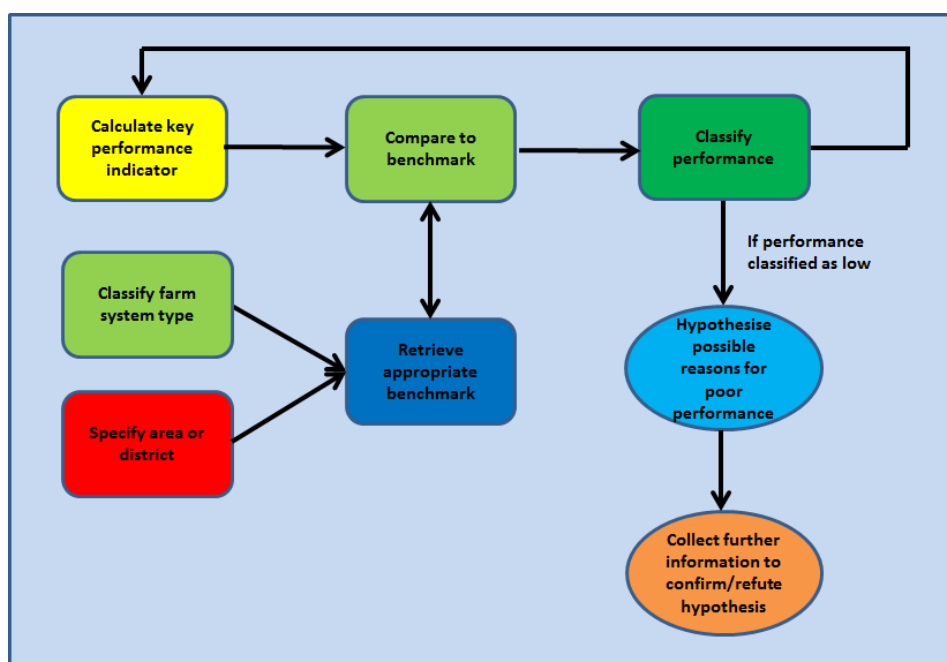 Calculate key
performance
indicator
Compare to
benchmark
Classify
performance
If performance
classified as low
Classify farm
system type
Retrieve
appropriate
benchmark
Hypothesise
possible
reasons for
poor
performance
Specify area or
district
Collect further
information to
confirm/refute
hypothesis